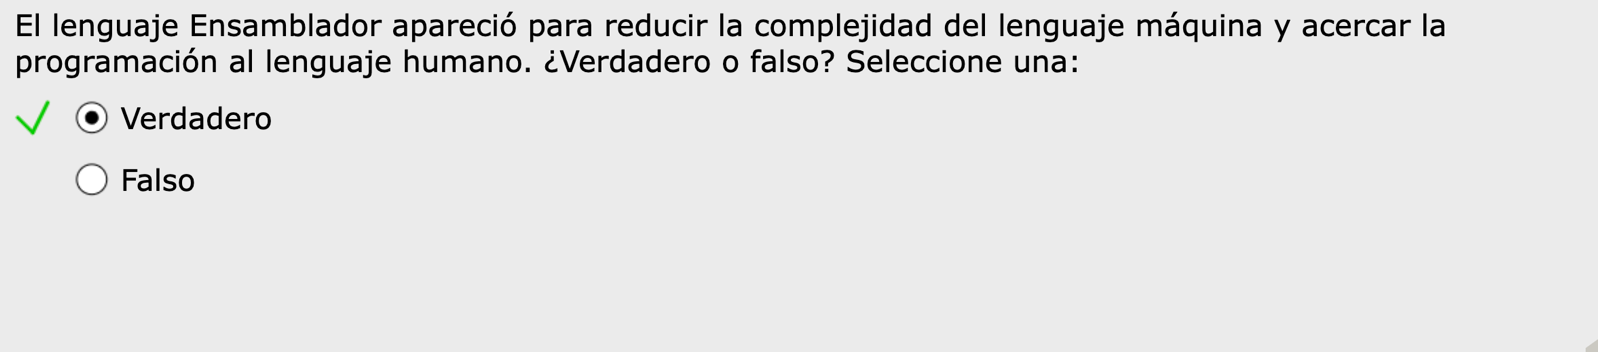 El lenguaje Ensamblador apareció para reducir la complejidad del lenguaje máquina y acercar la
programación al lenguaje humano. ¿Verdadero o falso? Seleccione una:
Verdadero
Falso